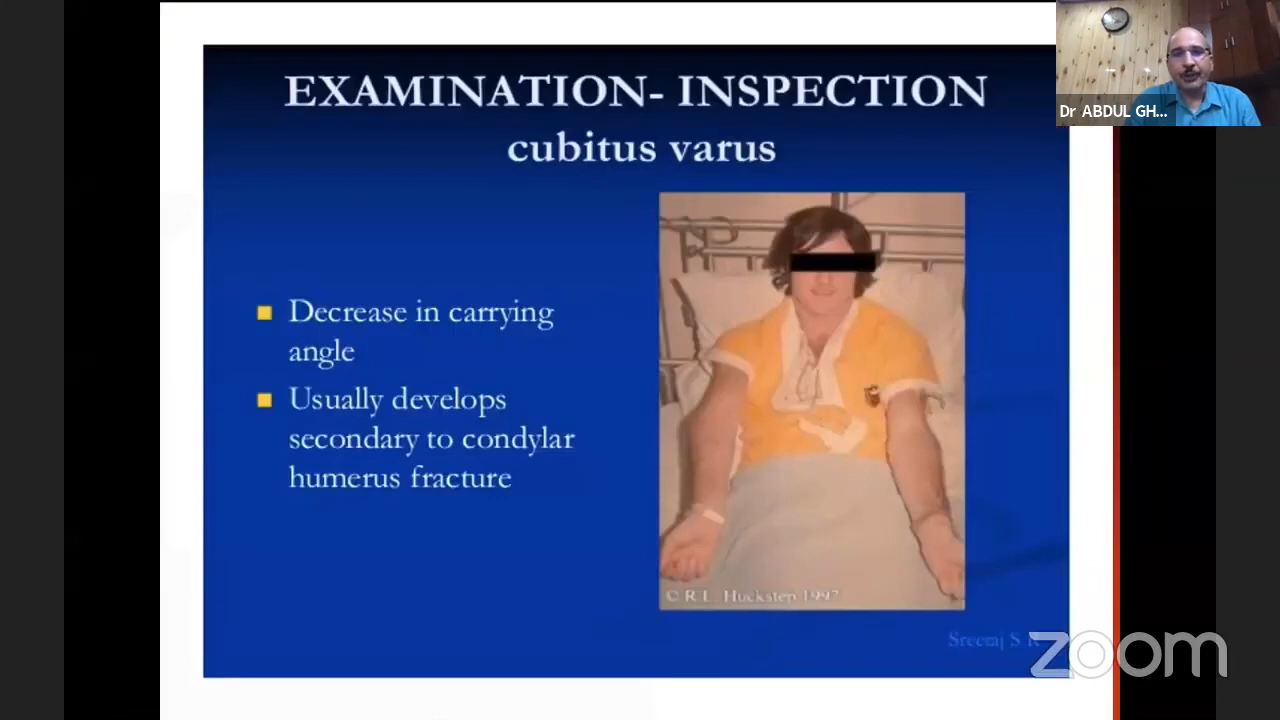 EXAMINATION- INSPECTION
cubitus varus
Decrease in carrying
angle
Usually develops
secondary to condylar
humerus fracture
© R L Huckstep 1997
Sreeraj S R
zoom
Dr ABDUL GH...